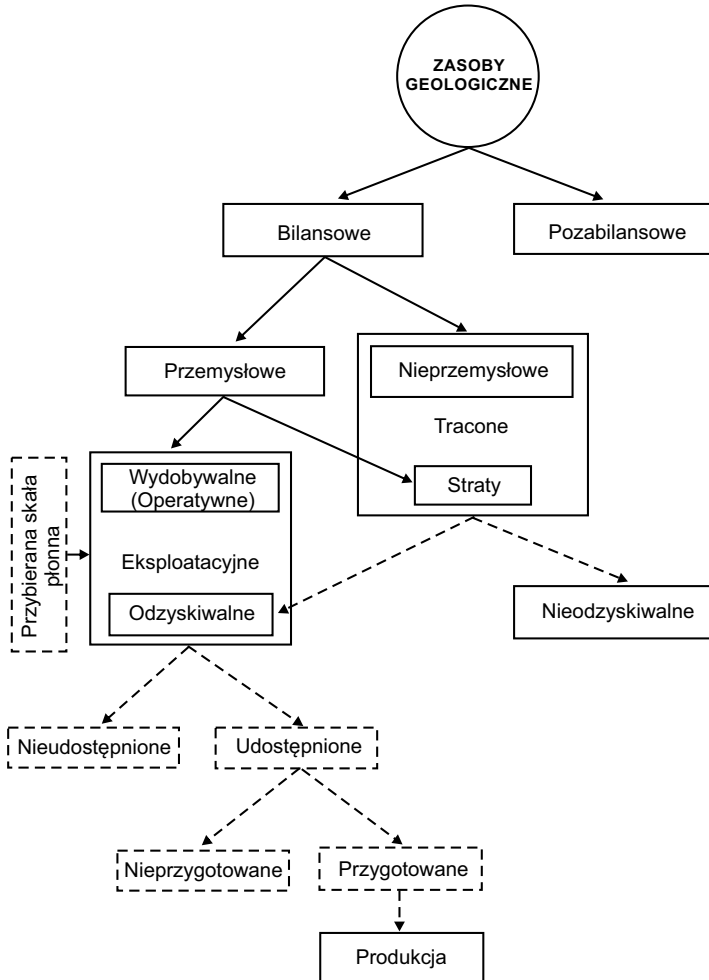 ZASOBY
GEOLOGICZNE
Bilansowe
Pozabilansowe
Przemysłowe
Nieprzemysłowe
Tracone
Straty
Wydobywalne
(Operatywne)
Eksploatacyjne
Odzyskiwalne
Przybierana skała
płonna
Nieodzyskiwalne
Nieudostępnione
Udostępnione
Nieprzygotowane
Przygotowane
Produkcja